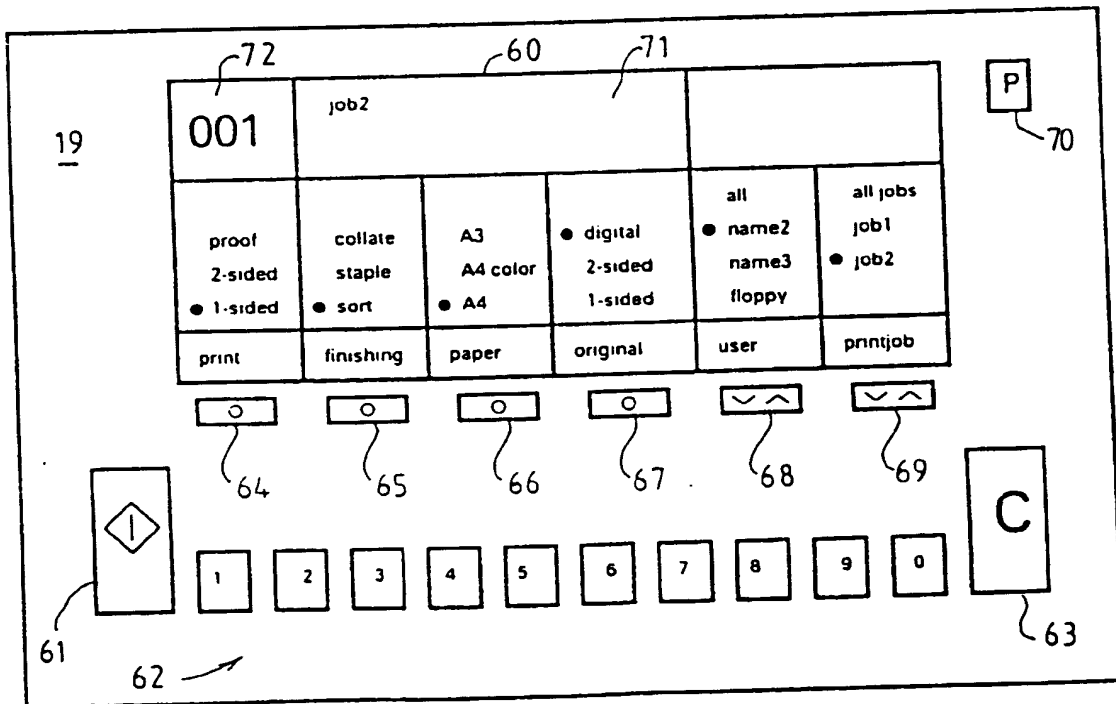 72 60 71
job2 P
001
19 70
all all jobs
proof collate A3 digital name2 job1
2-sided staple A4 color 2-sided name3 job2
1-sided sort A4 1-sided floppy
print finishing paper original user printjob
64 65 66 67 68 69
C
1 2 3 4 5 6 7 8 9 0
61 63
62